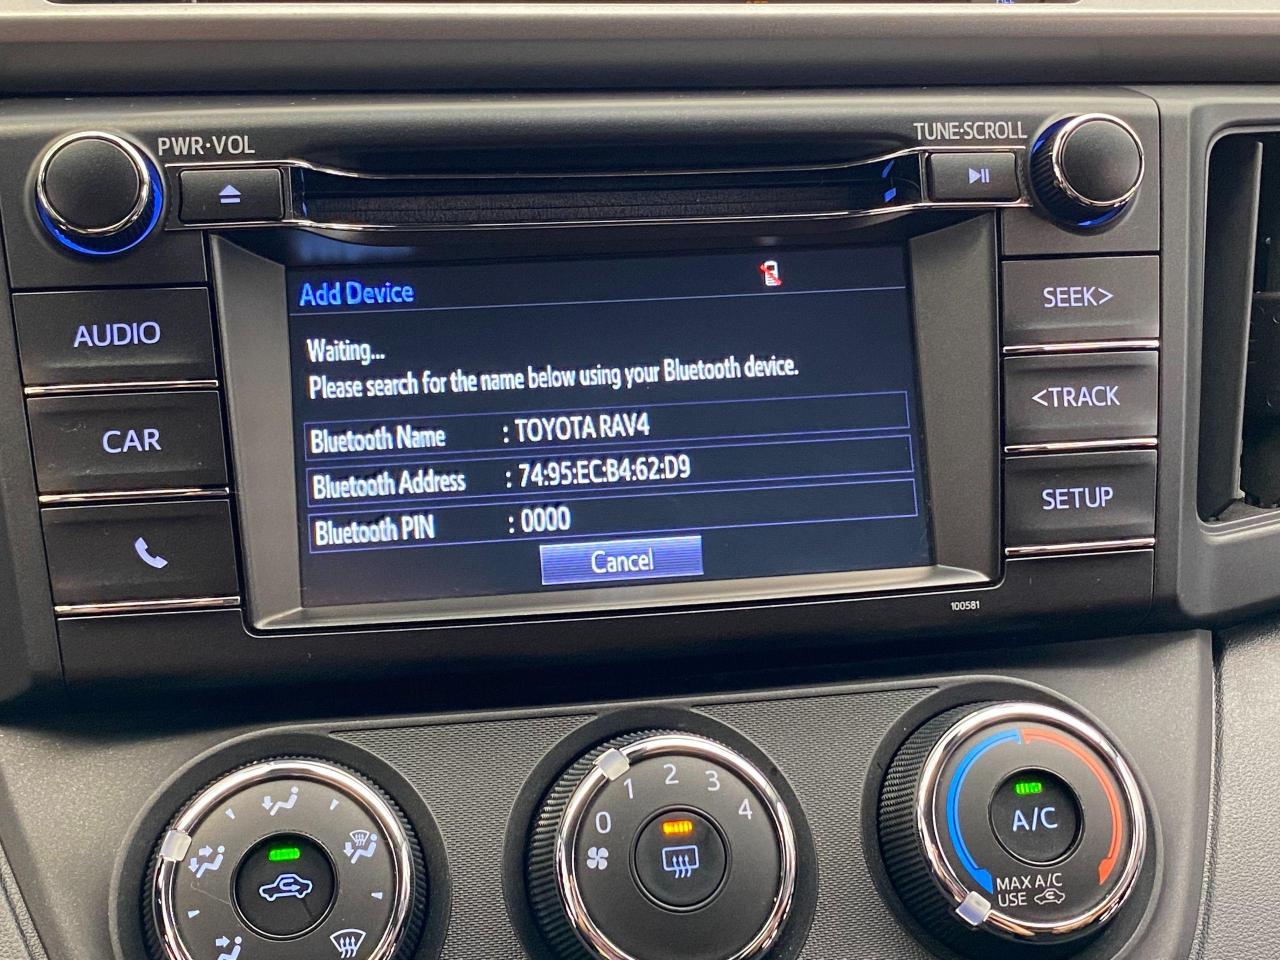 PWR·VOL
TUNE·SCROLL
Add Device
AUDIO
SEEK>
Waiting...
Please search for the name below using your Bluetooth device.
<TRACK
Bluetooth Name : TOYOTA RAV4
CAR
Bluetooth Address : 74:95:EC:B4:62:D9
SETUP
Bluetooth PIN : 0000
Cancel
100581
0 1 2 3 4
A/C
MAX A/C
USE